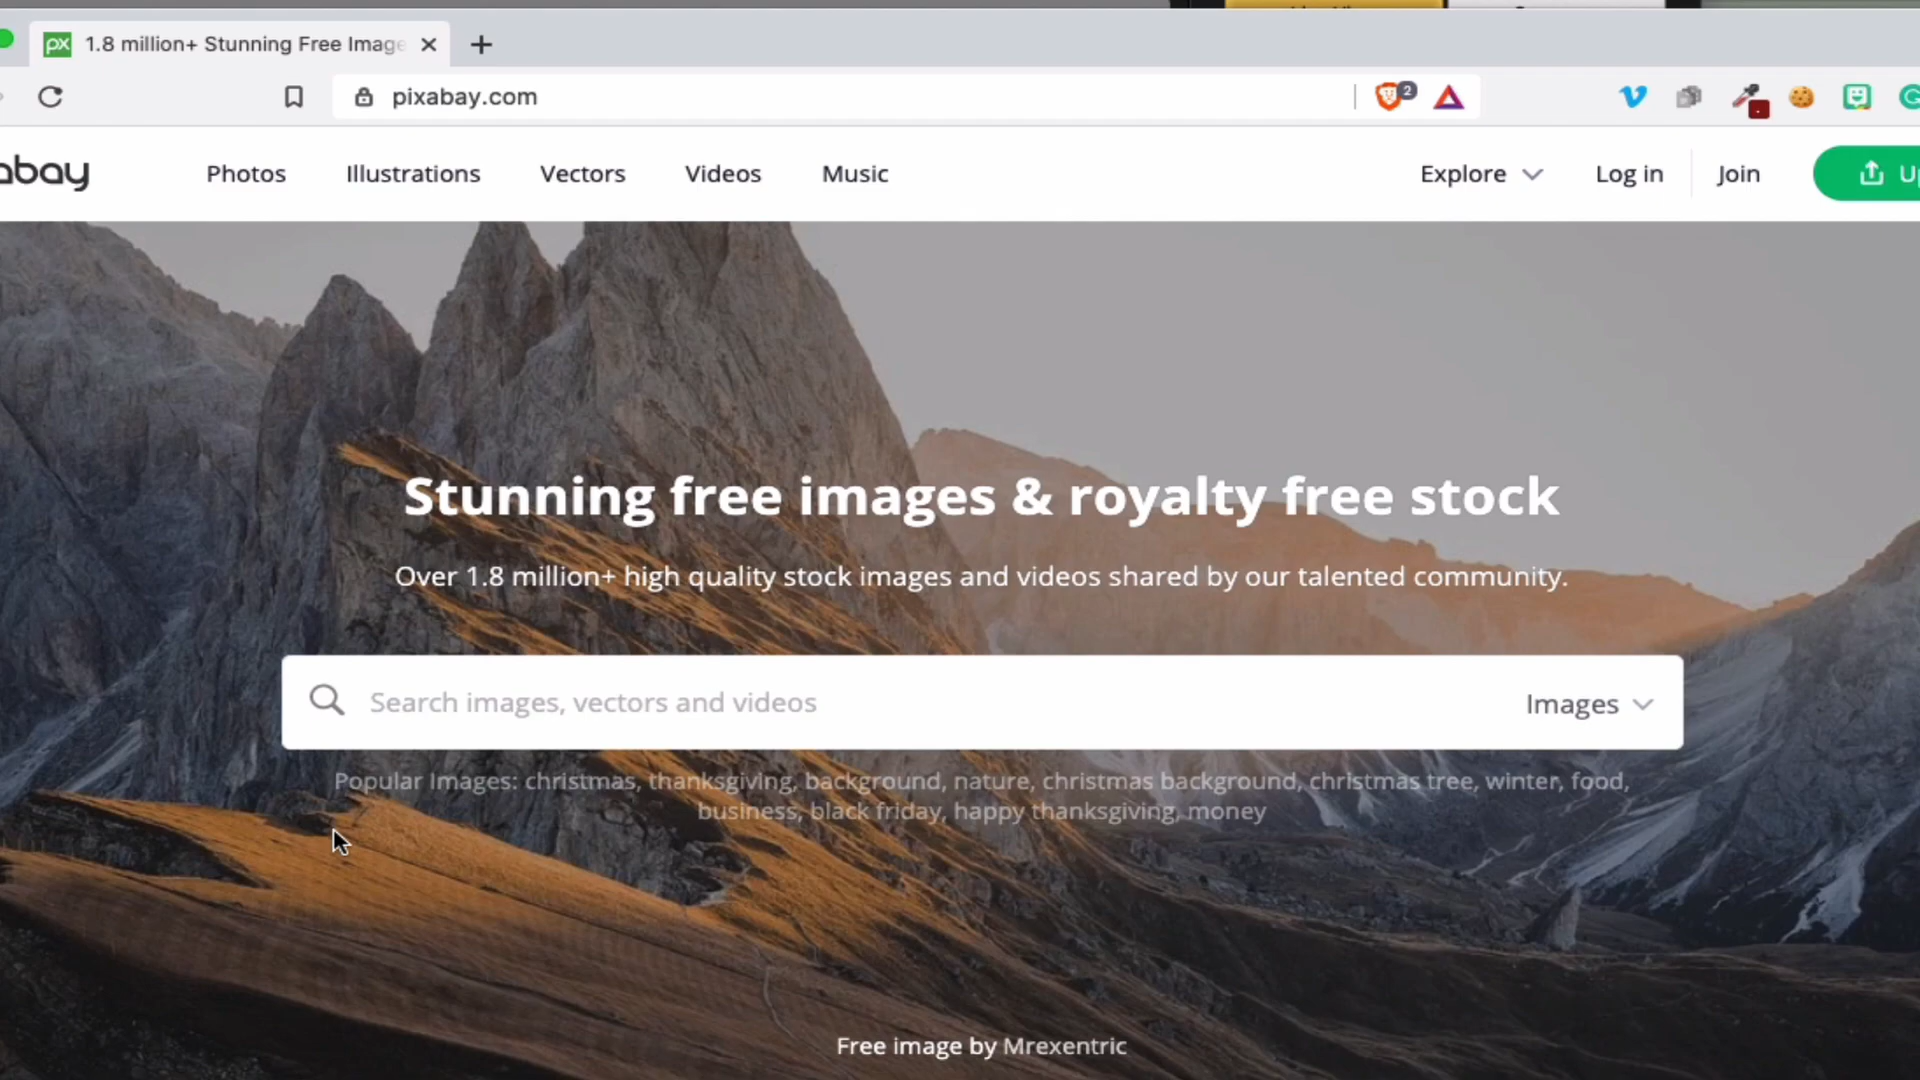 px 1.8 million+ Stunning Free Image
pixabay.com
2
abay Photos Illustrations Vectors Videos Music Explore Log in Join Up
Stunning free images & royalty free stock
Over 1.8 million+ high quality stock images and videos shared by our talented community.
Search images, vectors and videos Images
Popular Images: christmas, thanksgiving, background, nature, christmas background, christmas tree, winter, food,
business, black friday, happy thanksgiving, money
Free image by Mrexentric